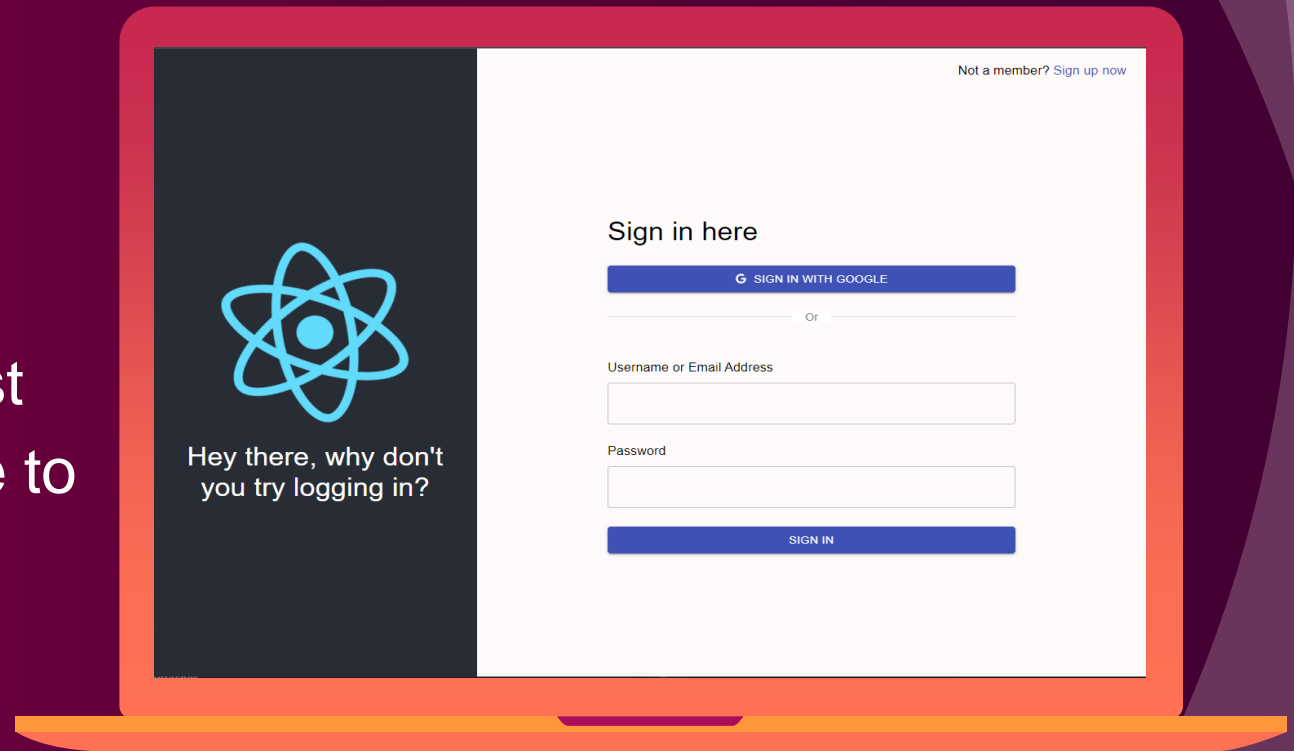 Not a member? Sign up now
Sign in here
G SIGN IN WITH GOOGLE
Or
Username or Email Address
Password
SIGN IN
Hey there, why don't
you try logging in?
st
e to